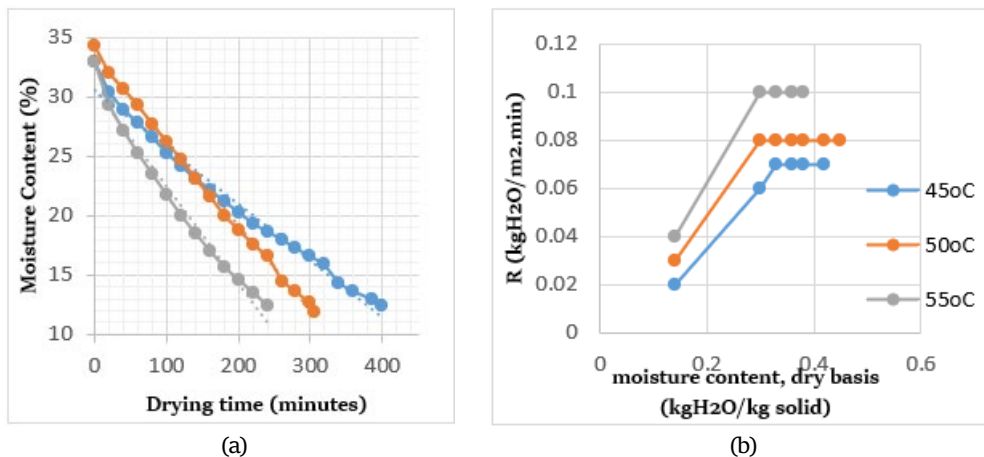 35
30
25
20
15
10
Moisture Content (%)
0 100 200 300 400
Drying time (minutes)
(a)
0.12
0.1
0.08
0.06
0.04
0.02
0
R (kgH2O/m2.min)
0 0.2 0.4 0.6
moisture content, dry basis
(kgH2O/kg solid)
45oC
50oC
55oC
(b)